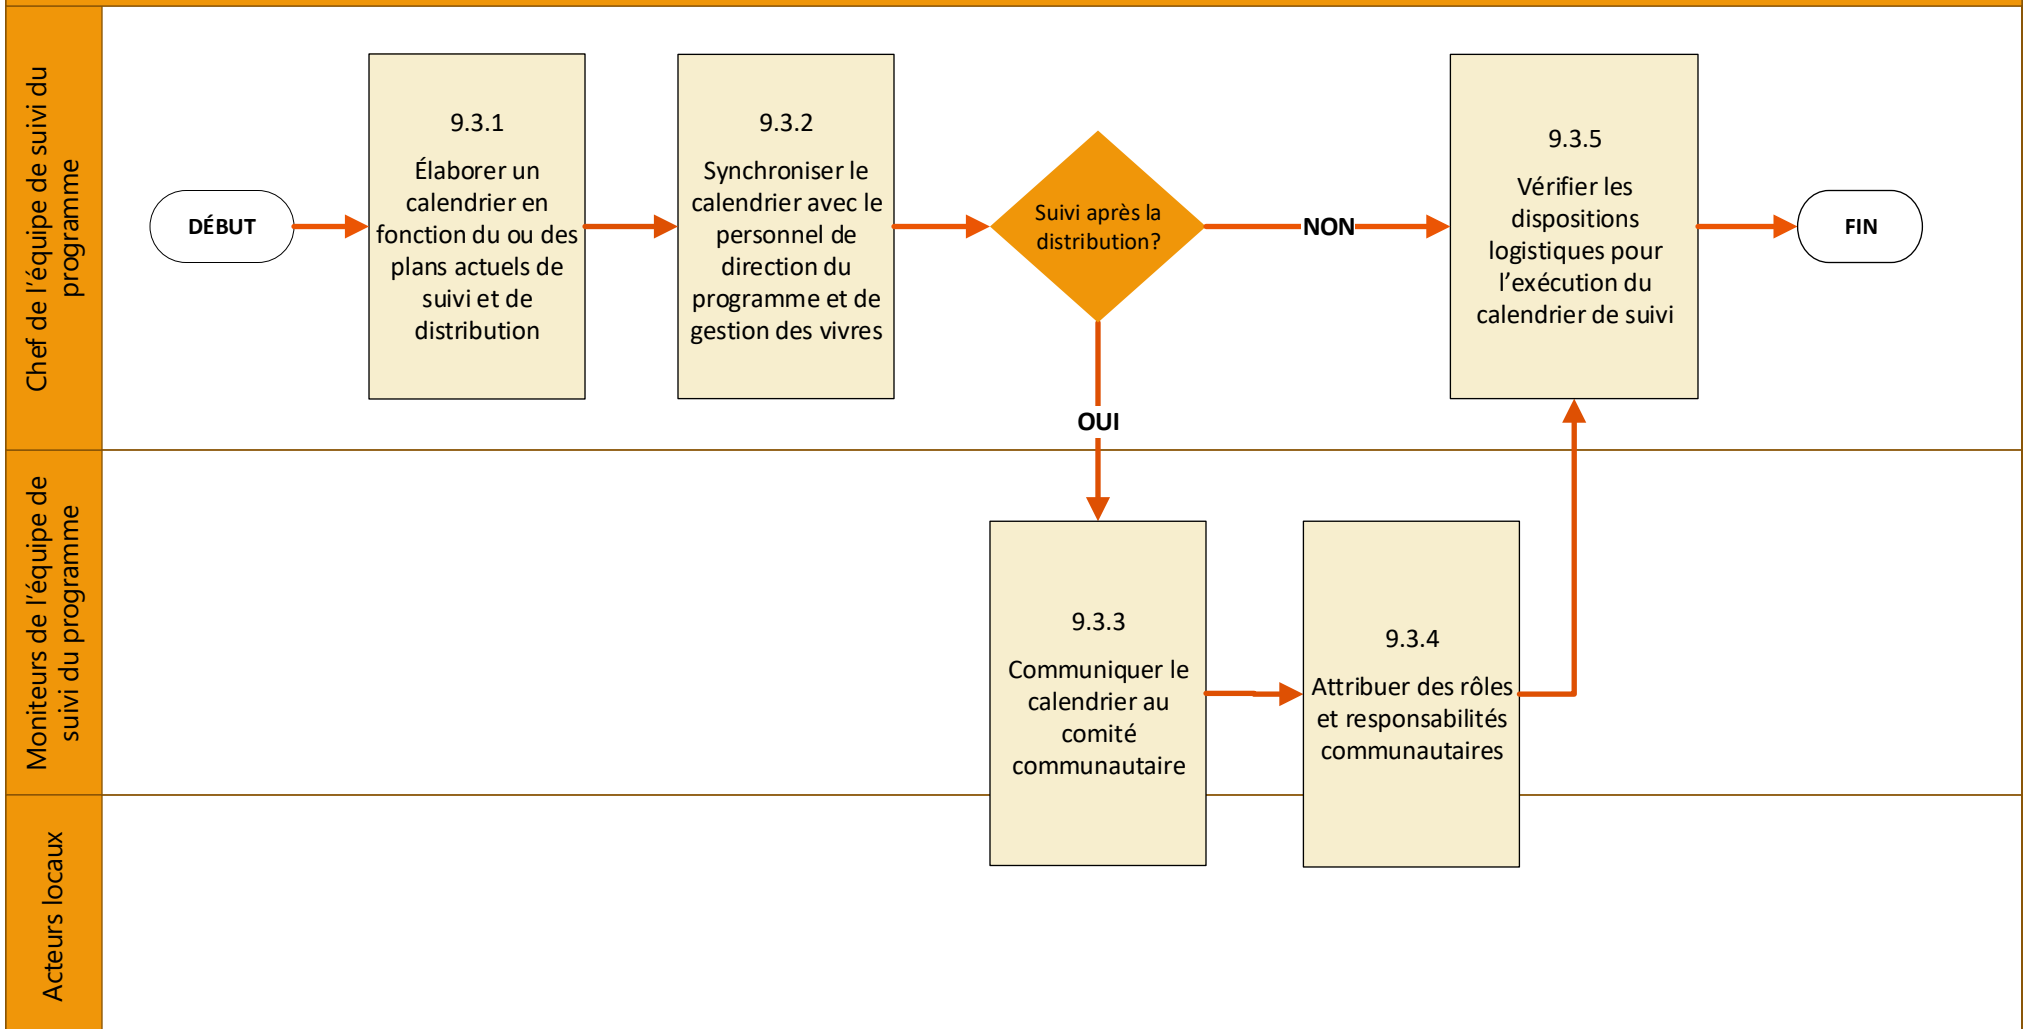 Chef de l'équipe de suivi du
programme
DÉBUT
9.3.1
Élaborer un
calendrier en
fonction du ou des
plans actuels de
suivi et de
distribution
9.3.2
Synchroniser le
calendrier avec le
personnel de
direction du
programme et de
gestion des vivres
Suivi après la
distribution?
NON
OUI
9.3.5
Vérifier les
dispositions
logistiques pour
l’exécution du
calendrier de suivi
FIN
Moniteurs de l'équipe de
suivi du programme
9.3.3
Communiquer le
calendrier au
comité
communautaire
9.3.4
Attribuer des rôles
et responsabilités
communautaires
Acteurs locaux